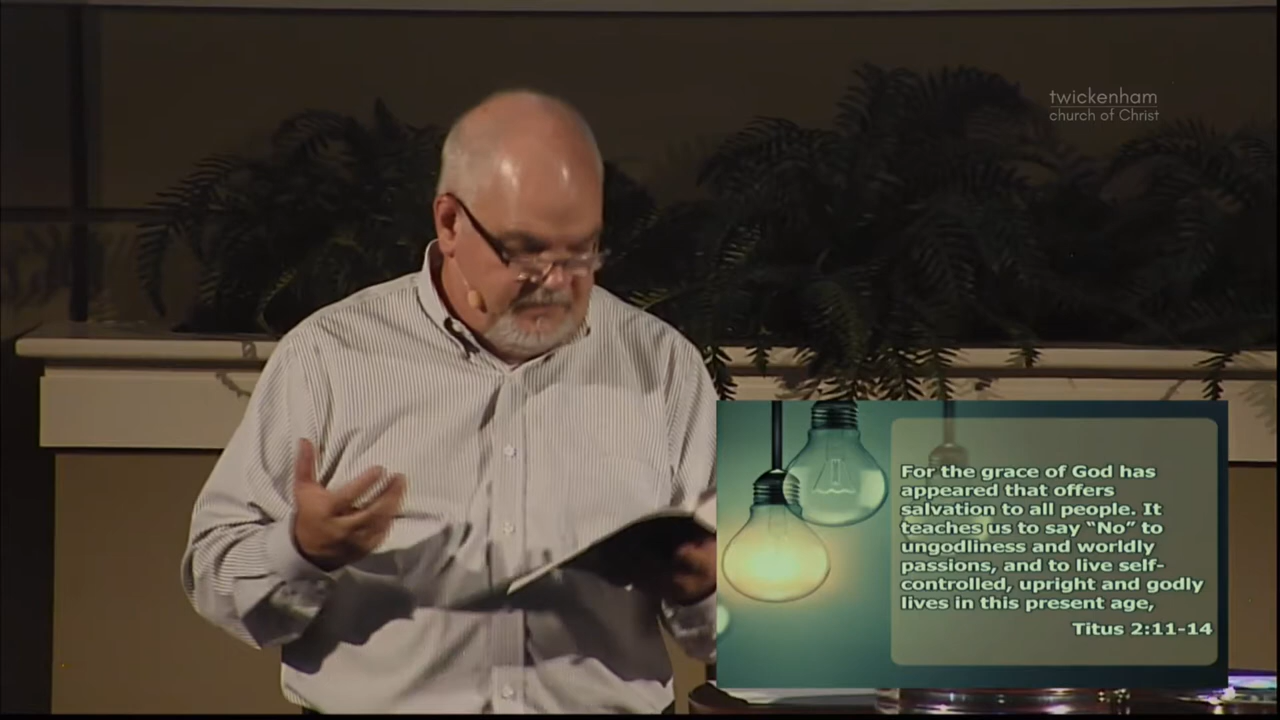 twickenham
church of Christ
For the grace of God has
appeared that offers
salvation to all people. It
teaches us to say “No” to
ungodliness and worldly
passions, and to live self-
controlled, upright and godly
lives in this present age,
Titus 2:11-14